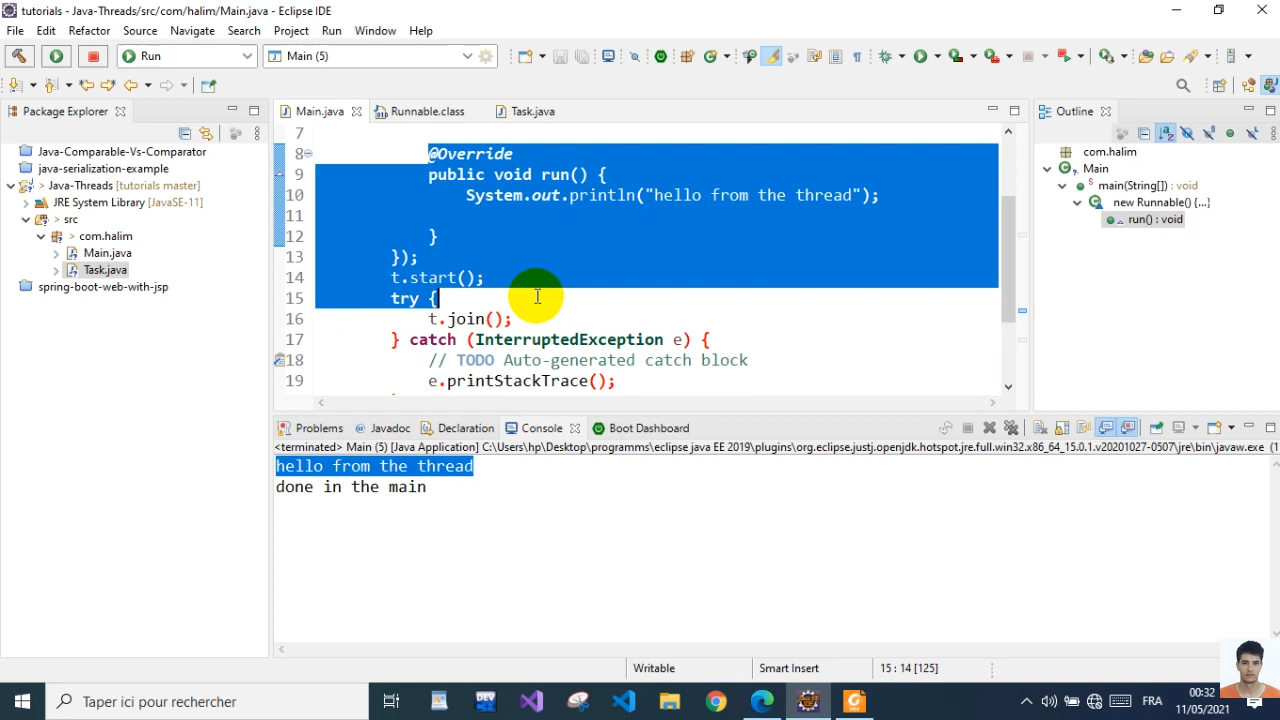 tutorials - Java-Threads/src/com/halim/Main.java - Eclipse IDE
File Edit Refactor Source Navigate Search Project Run Window Help
Run Main (5)
Package Explorer
Java-Comparable-Vs-Comparator
java-serialization-example
Java-Threads [tutorials master]
JRE System Library [JavaSE-11]
> src
com.halim
Main.java
Task.java
spring-boot-web-with-jsp
Main.java Runnable.class Task.java
7
8 @Override
9 public void run() {
10 System.out.println("hello from the thread");
11
12 }
13 });
14 t.start();
15 try {
16 t.join();
17 } catch (InterruptedException e) {
18 // TODO Auto-generated catch block
19 e.printStackTrace();
Outline
com.halim
Main
main(String[]) : void
new Runnable() {...}
run() : void
Problems Javadoc Declaration Console Boot Dashboard
<terminated> Main (5) [Java Application] C:\Users\hp\Desktop\programms\eclipse java EE 2019\plugins\org.eclipse.justj.openjdk.hotspot.jre.full.win32.x86_64_15.0.1.v20201027-0507\jre\bin\javaw.exe (1
hello from the thread
done in the main
Writable Smart Insert 15 : 14 [125]
Taper ici pour rechercher
FRA
00:32
11/05/2021